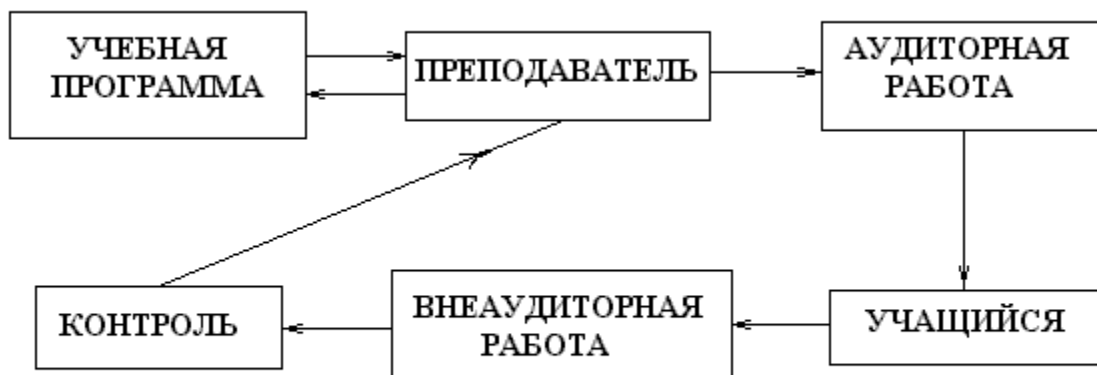 УЧЕБНАЯ
ПРОГРАММА
ПРЕПОДАВАТЕЛЬ
АУДИТОРНАЯ
РАБОТА
КОНТРОЛЬ
ВНЕАУДИТОРНАЯ
РАБОТА
УЧАЩИЙСЯ